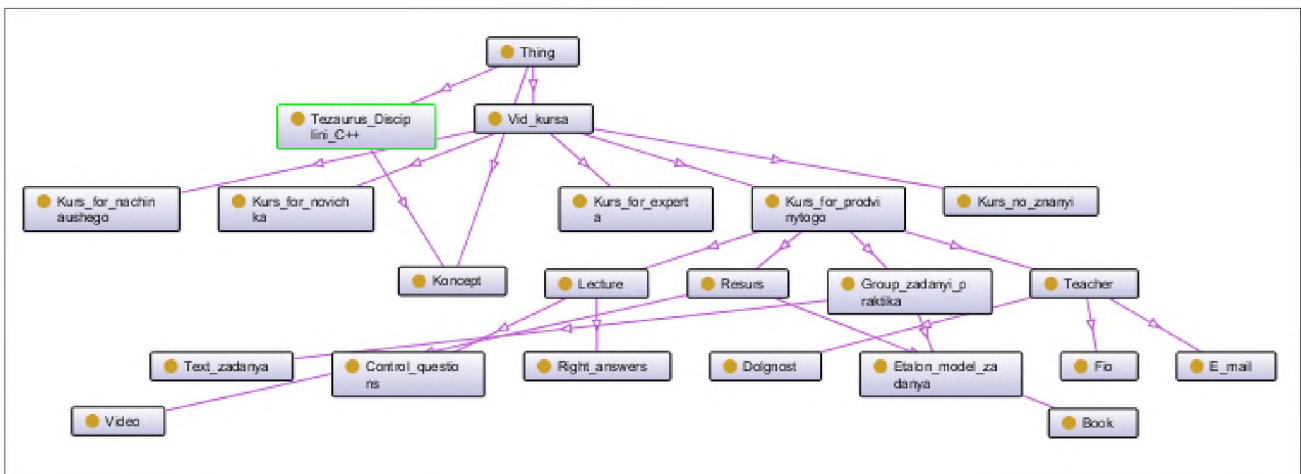 Thing
Tezaurus_Discip
lini_C++
Vid_kursa
Kurs_for_nachin
aushego
Kurs_for_novich
ka
Kurs_for_expert
a
Kurs_for_prodvi
nytogo
Kurs_no_znanyi
Koncept
Lecture
Resurs
Group_zadanyi_p
raktika
Teacher
Text_zadanya
Control_questio
ns
Right_answers
Dolgnost
Etalon_model_za
danya
Fio
E_mail
Video
Book